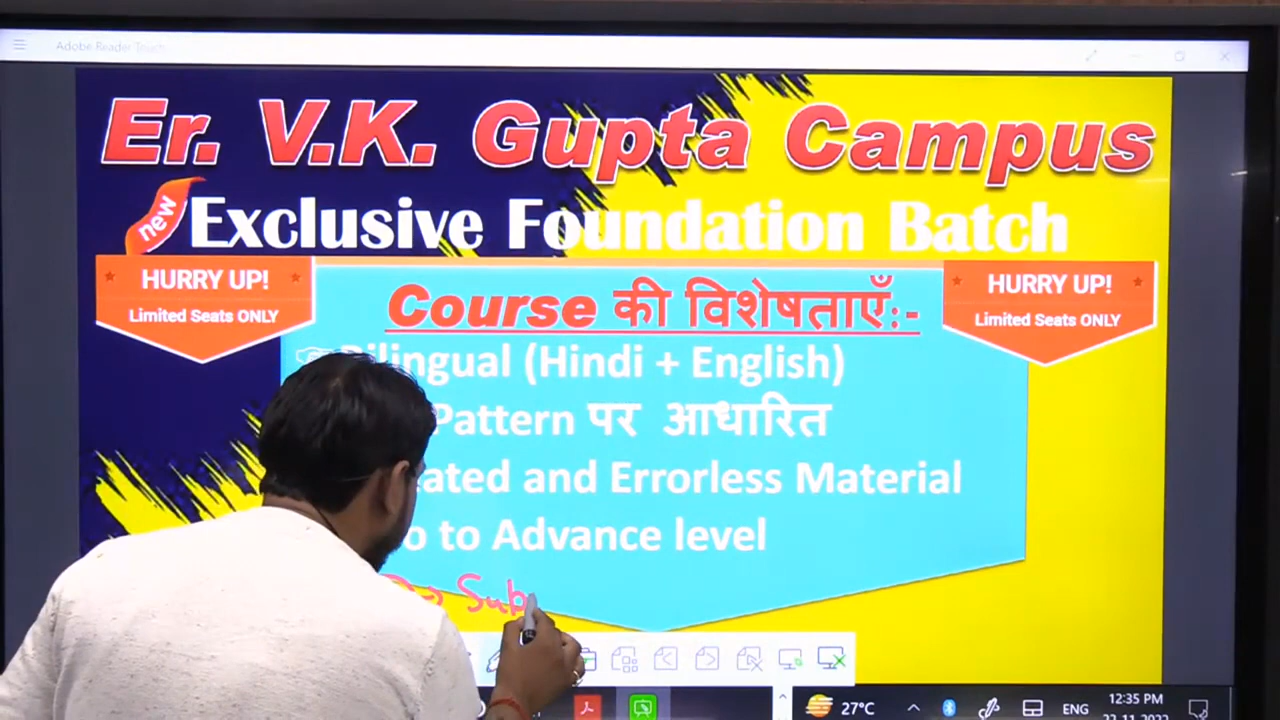 Adobe Reader Touch
Er. V.K. Gupta Campus
new Exclusive Foundation Batch
HURRY UP!
Limited Seats ONLY
Course की विशेषताएँ:-
HURRY UP!
Limited Seats ONLY
Bilingual (Hindi + English)
Pattern पर आधारित
and Errorless Material
to Advance level
Sub
27°C
ENG
12:35 PM